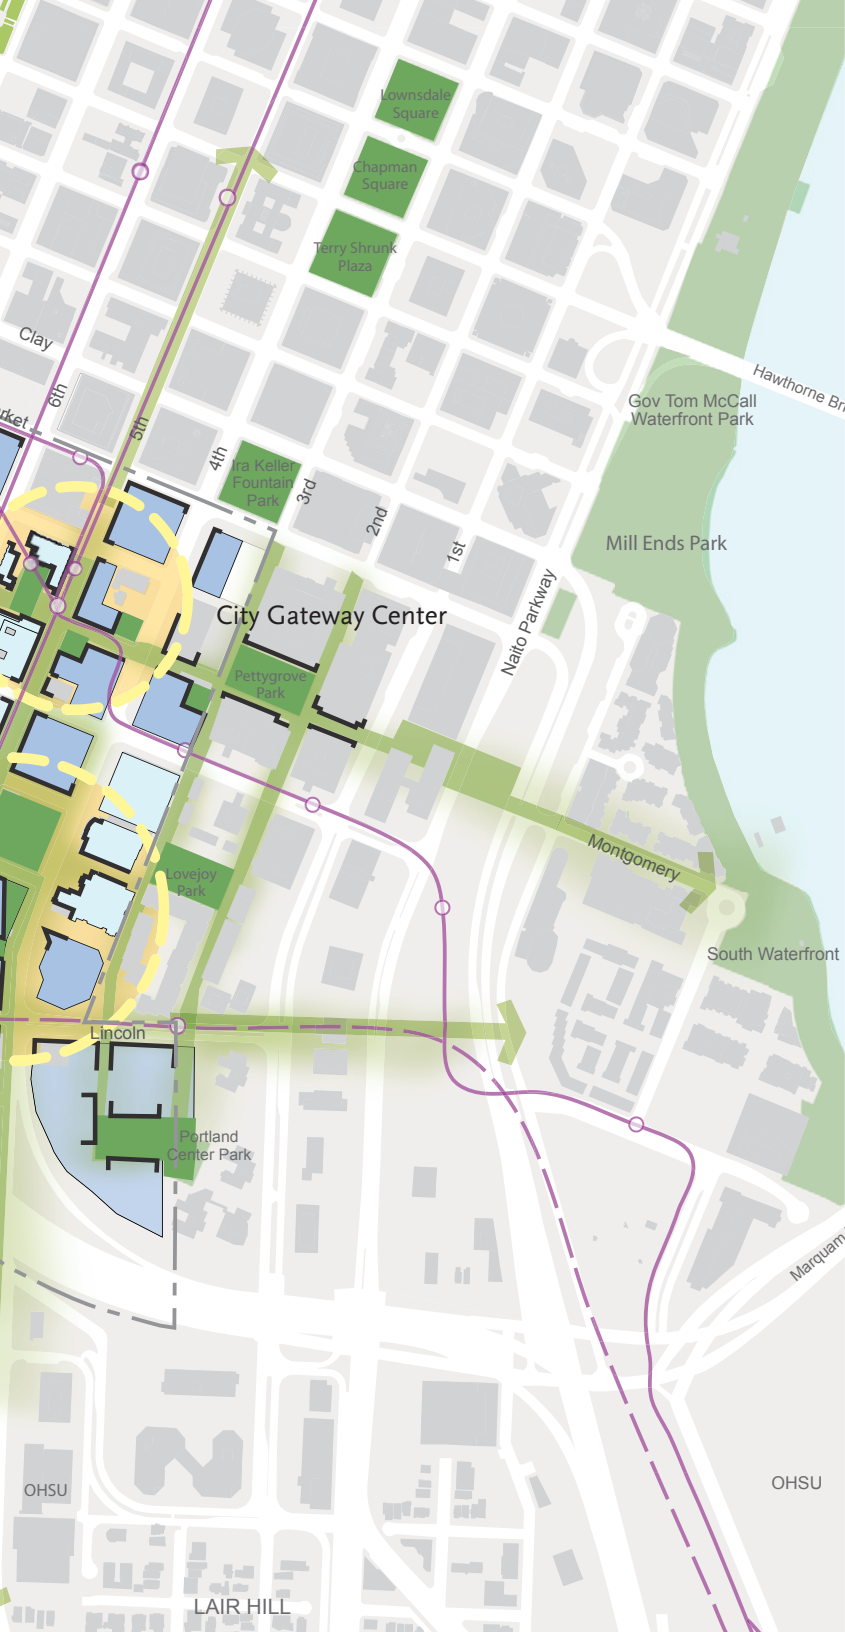 Lownsdale
Square
Chapman
Square
Terry Shrunk
Plaza
Clay
Hawthorne Bri
6th
Gov Tom McCall
Waterfront Park
rket
5th
4th
Ira Keller
Fountain
Park
3rd
2nd
1st
Mill Ends Park
City Gateway Center
Naito Parkway
Pettygrove
Park
Montgomery
Lovejoy
Park
South Waterfront
Lincoln
Portland
Center Park
Marquam
OHSU
OHSU
LAIR HILL